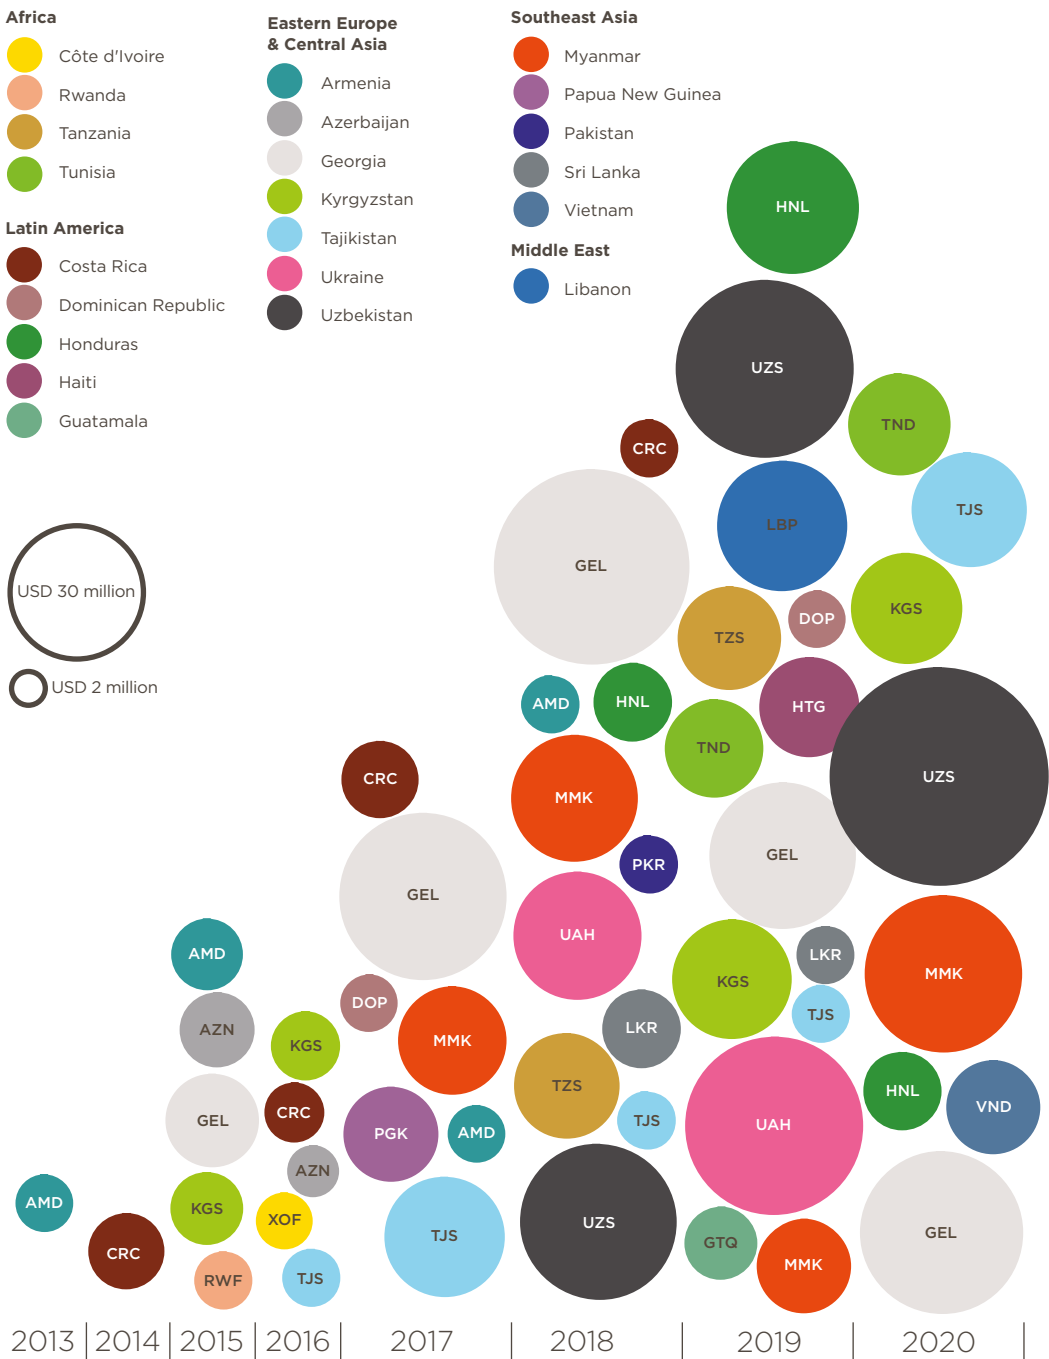 Africa
Côte d'Ivoire
Rwanda
Tanzania
Tunisia
Latin America
Costa Rica
Dominican Republic
Honduras
Haiti
Guatamala
Eastern Europe
& Central Asia
Armenia
Azerbaijan
Georgia
Kyrgyzstan
Tajikistan
Ukraine
Uzbekistan
Southeast Asia
Myanmar
Papua New Guinea
Pakistan
Sri Lanka
Vietnam
Middle East
Libanon
USD 30 million
USD 2 million
AMD
CRC
AMD
AZN
GEL
KGS
RWF
KGS
CRC
AZN
XOF
TJS
CRC
GEL
DOP
MMK
PGK
AMD
TJS
CRC
GEL
AMD
HNL
MMK
PKR
UAH
LKR
TZS
TJS
UZS
HNL
UZS
LBP
DOP
TZS
HTG
TND
GEL
LKR
KGS
TJS
UAH
GTQ
MMK
TND
TJS
KGS
UZS
MMK
HNL
VND
GEL
2013
2014
2015
2016
2017
2018
2019
2020